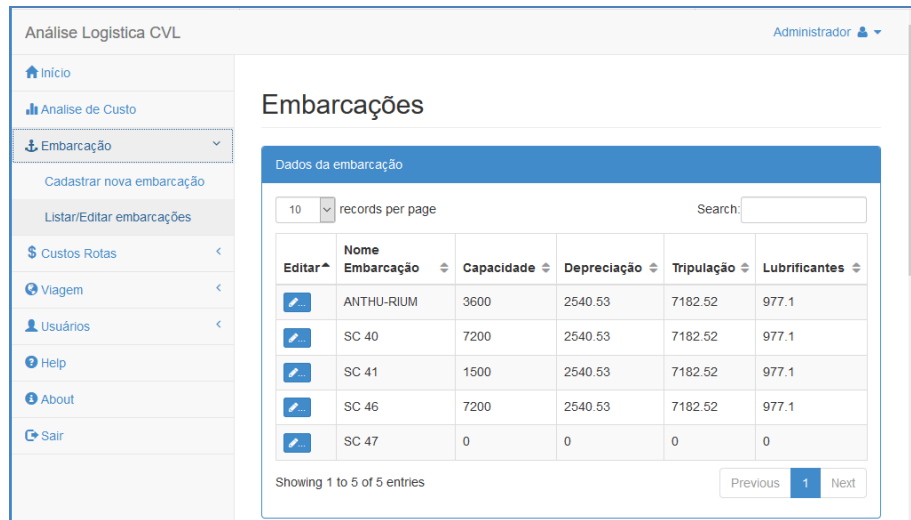 Análise Logistica CVL
Administrador
Início
Analise de Custo
Embarcação
Cadastrar nova embarcação
Listar/Editar embarcações
Custos Rotas
Viagem
Usuários
Help
About
Sair
Embarcações
Dados da embarcação
10 records per page Search:
Editar Nome Embarcação Capacidade Depreciação Tripulação Lubrificantes
... ANTHU-RIUM 3600 2540.53 7182.52 977.1
... SC 40 7200 2540.53 7182.52 977.1
... SC 41 1500 2540.53 7182.52 977.1
... SC 46 7200 2540.53 7182.52 977.1
... SC 47 0 0 0 0
Showing 1 to 5 of 5 entries
Previous 1 Next